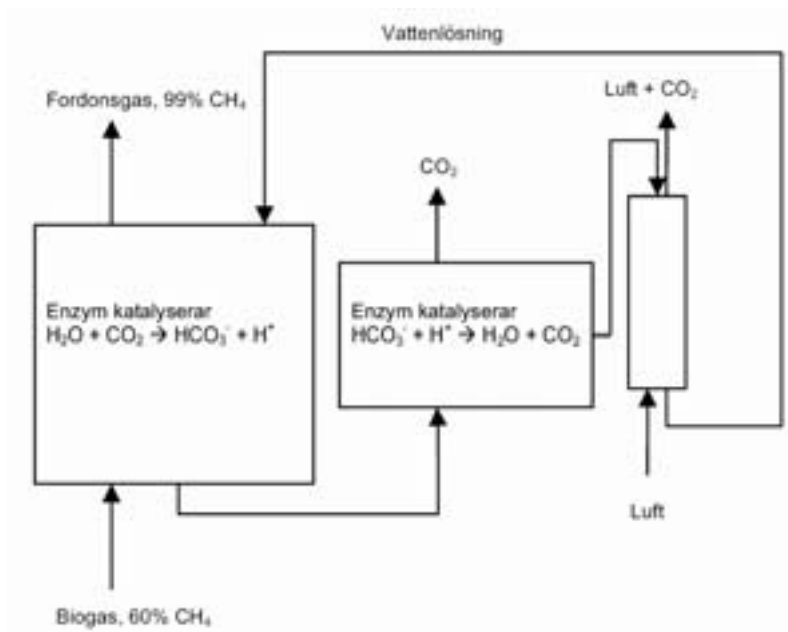 Vattenlösning
Fordonsgas, 99% CH₄
Luft + CO₂
CO₂
Enzym katalyserar
H₂O + CO₂ → HCO₃⁻ + H⁺
Enzym katalyserar
HCO₃⁻ + H⁺ → H₂O + CO₂
Luft
Biogas, 60% CH₄